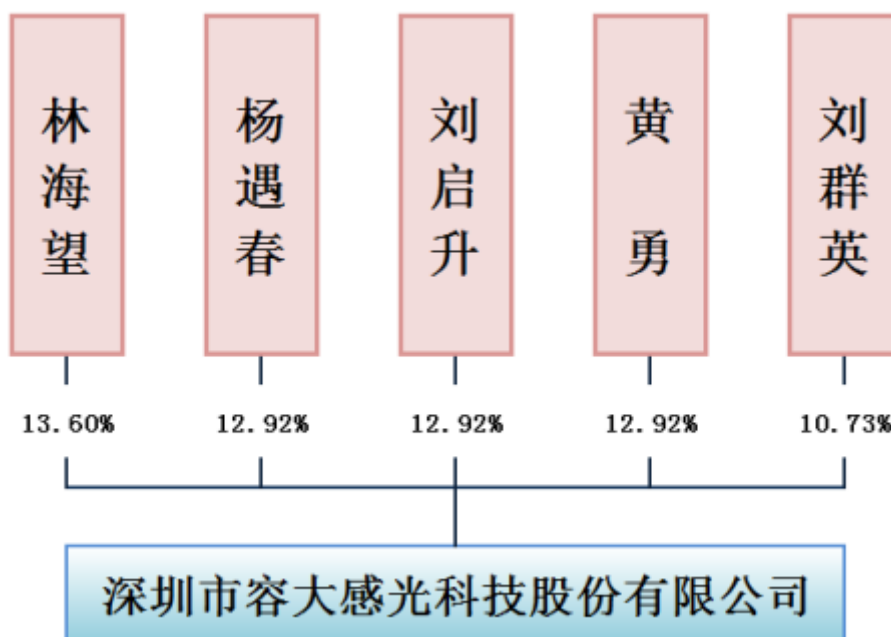 林海望
杨遇春
刘启升
黄勇
刘群英
13.60%
12.92%
12.92%
12.92%
10.73%
深圳市容大感光科技股份有限公司